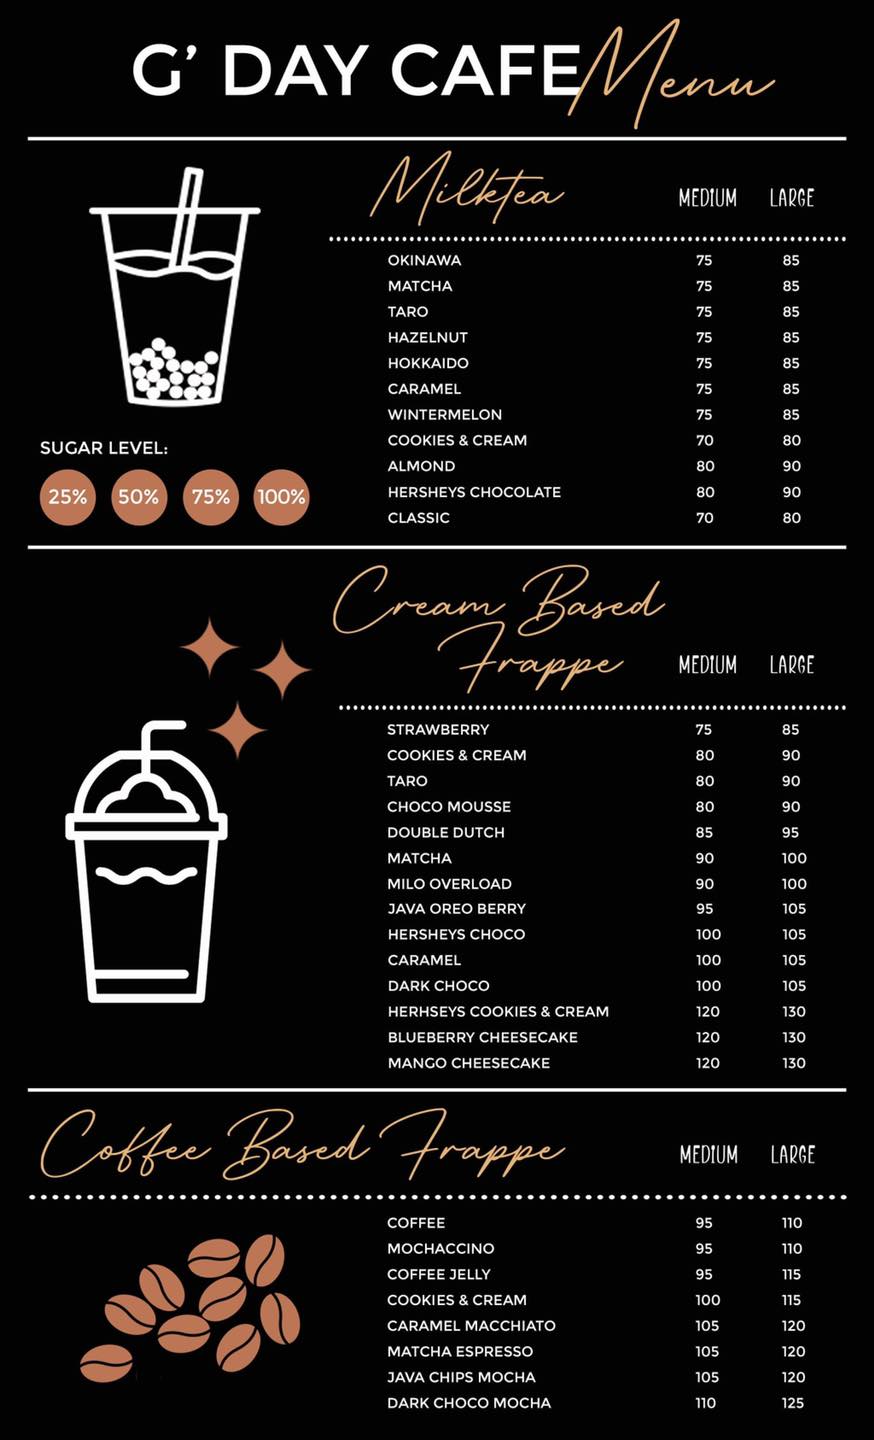 G' DAY CAFE Menu
Milktea MEDIUM LARGE
OKINAWA 75 85
MATCHA 75 85
TARO 75 85
HAZELNUT 75 85
HOKKAIDO 75 85
CARAMEL 75 85
WINTERMELON 75 85
COOKIES & CREAM 70 80
ALMOND 80 90
HERSHEYS CHOCOLATE 80 90
CLASSIC 70 80
SUGAR LEVEL:
25% 50% 75% 100%
Cream Based
Frappe MEDIUM LARGE
STRAWBERRY 75 85
COOKIES & CREAM 80 90
TARO 80 90
CHOCO MOUSSE 80 90
DOUBLE DUTCH 85 95
MATCHA 90 100
MILO OVERLOAD 90 100
JAVA OREO BERRY 95 105
HERSHEYS CHOCO 100 105
CARAMEL 100 105
DARK CHOCO 100 105
HERHSEYS COOKIES & CREAM 120 130
BLUEBERRY CHEESECAKE 120 130
MANGO CHEESECAKE 120 130
Coffee Based Frappe MEDIUM LARGE
COFFEE 95 110
MOCHACCINO 95 110
COFFEE JELLY 95 115
COOKIES & CREAM 100 115
CARAMEL MACCHIATO 105 120
MATCHA ESPRESSO 105 120
JAVA CHIPS MOCHA 105 120
DARK CHOCO MOCHA 110 125